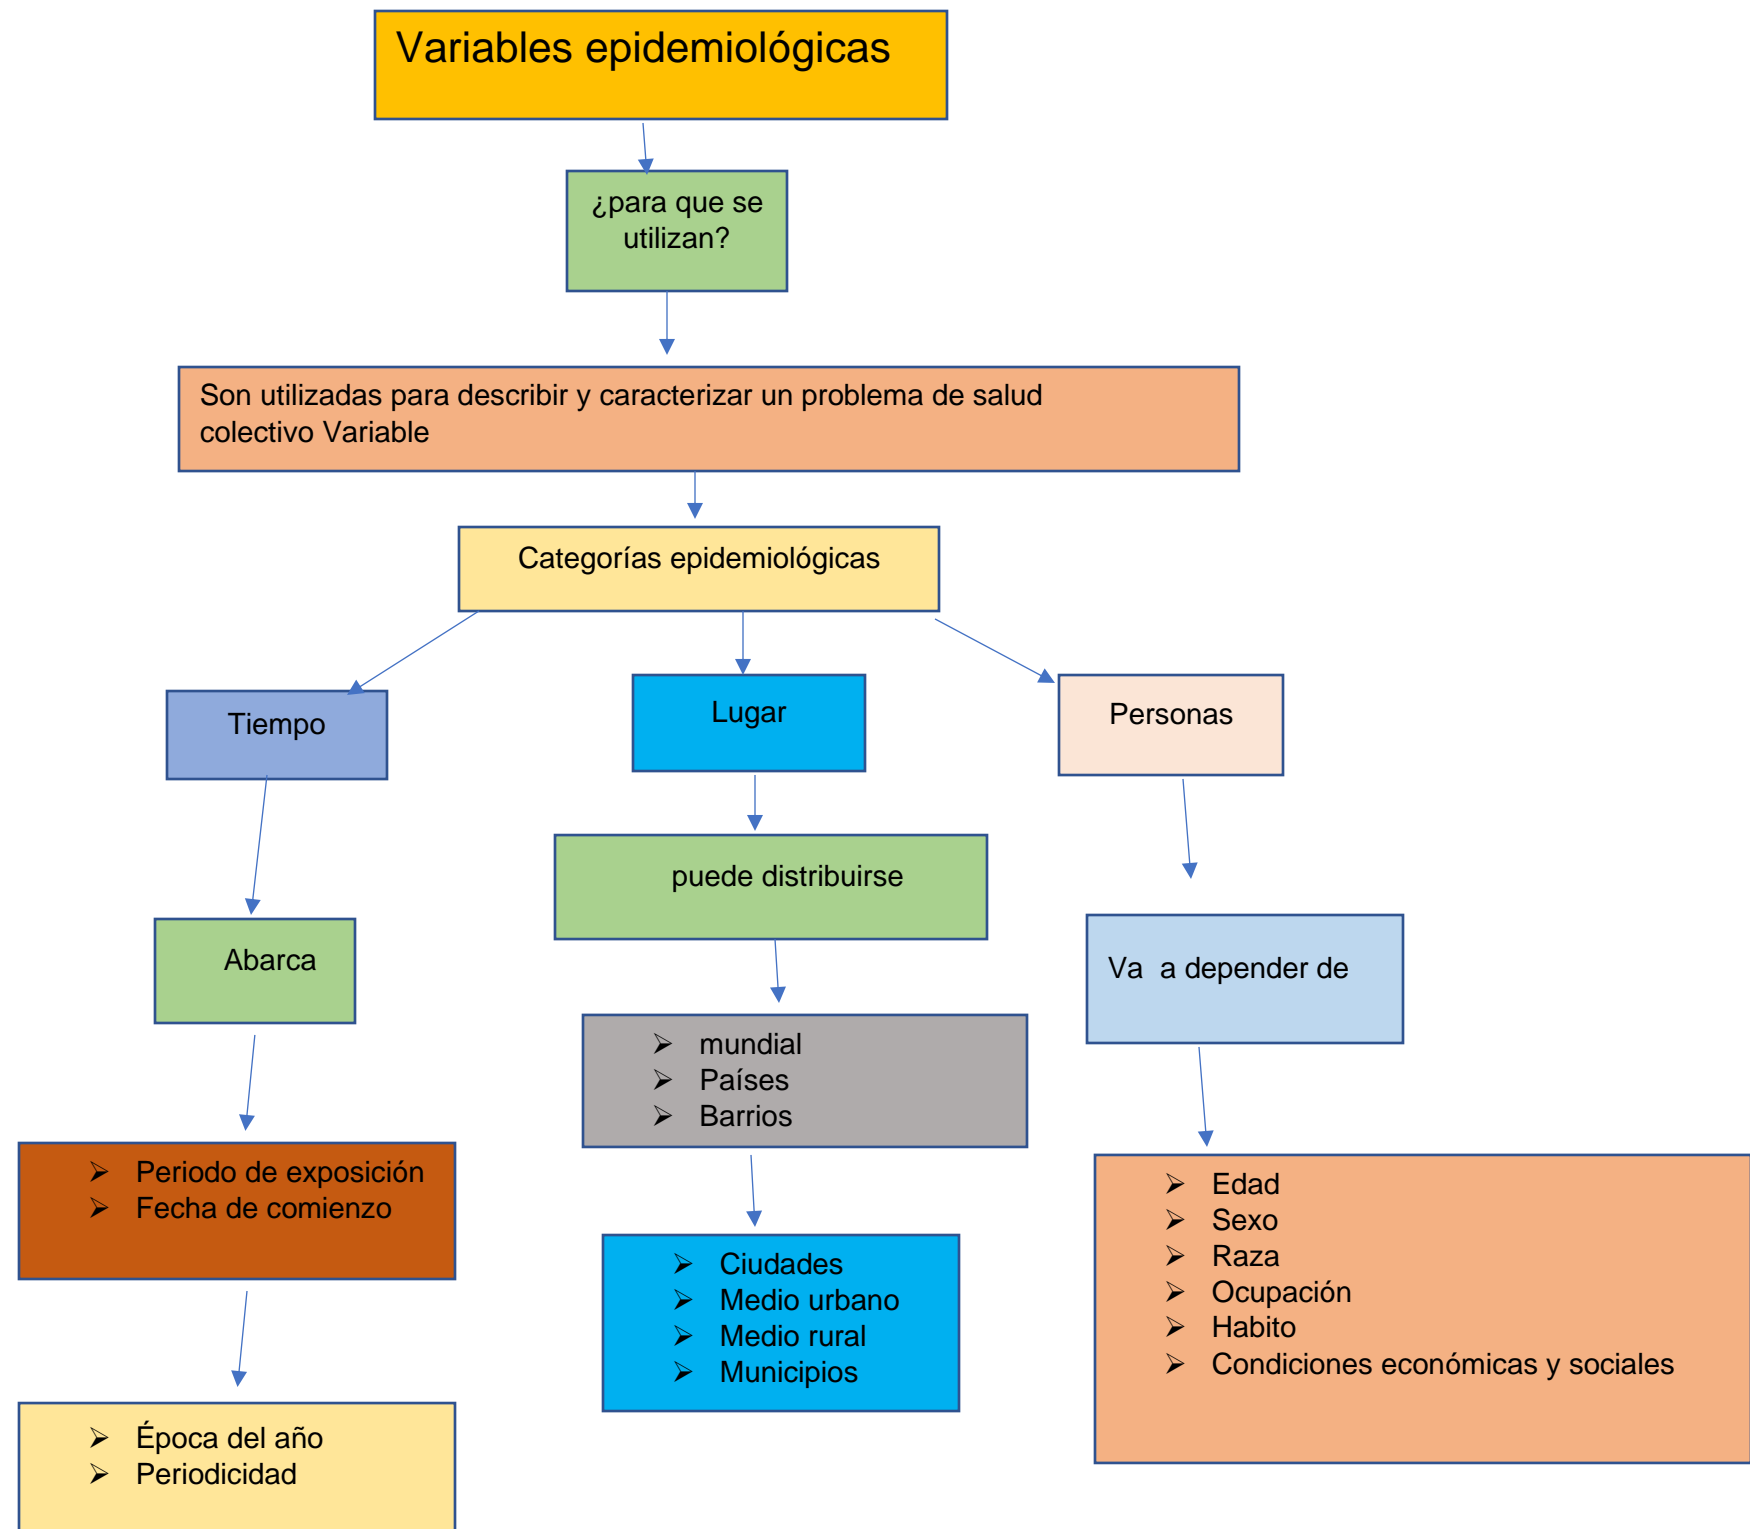 Variables epidemiológicas
¿para que se
utilizan?
Son utilizadas para describir y caracterizar un problema de salud
colectivo Variable
Categorías epidemiológicas
Tiempo
Lugar
Personas
Abarca
puede distribuirse
Va  a depender de
➢ Periodo de exposición
➢ Fecha de comienzo
➢ Época del año
➢ Periodicidad
➢ mundial
➢ Países
➢ Barrios
➢ Ciudades
➢ Medio urbano
➢ Medio rural
➢ Municipios
➢ Edad
➢ Sexo
➢ Raza
➢ Ocupación
➢ Habito
➢ Condiciones económicas y sociales